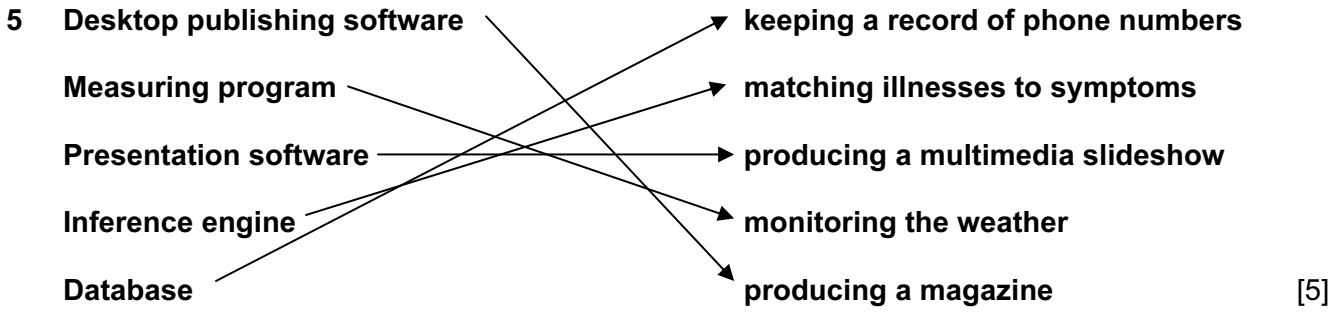 5 Desktop publishing software keeping a record of phone numbers
Measuring program matching illnesses to symptoms
Presentation software producing a multimedia slideshow
Inference engine monitoring the weather
Database producing a magazine [5]